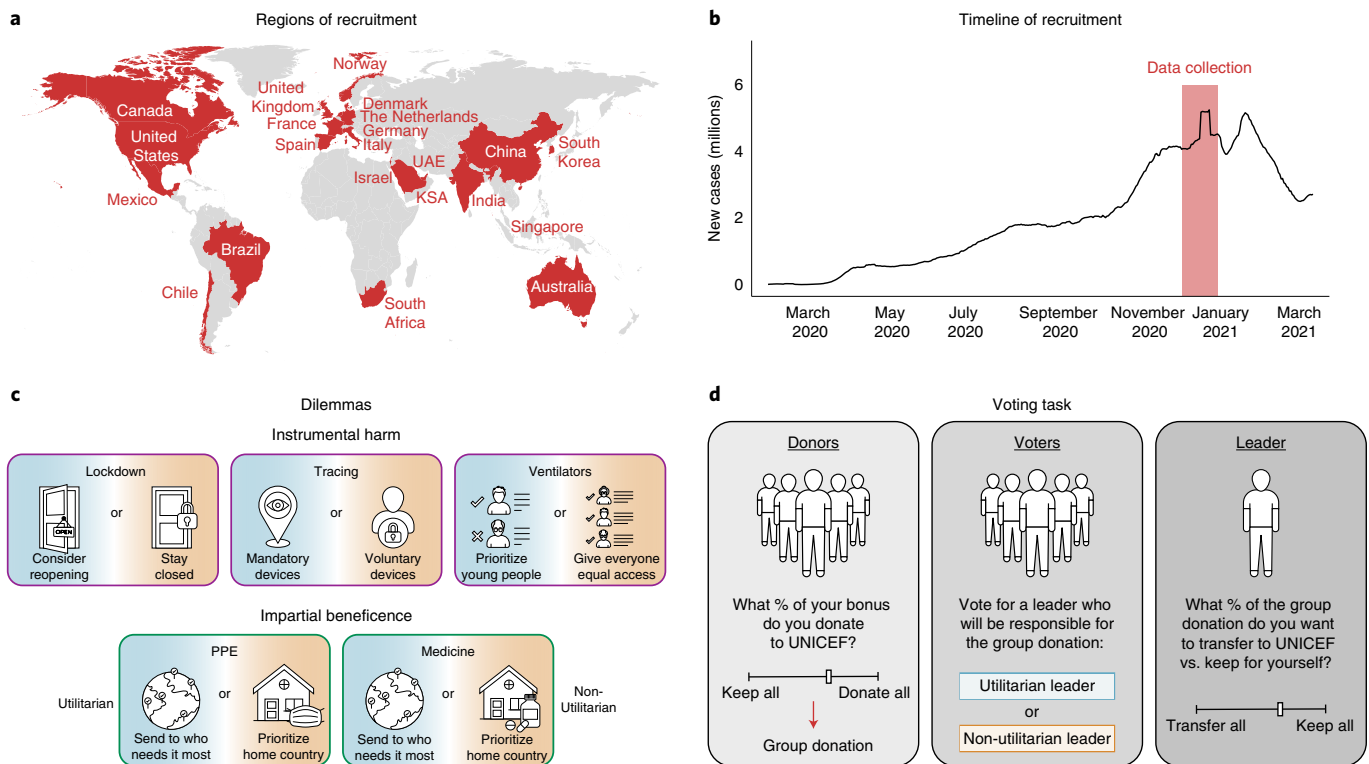 a
Regions of recruitment
Norway
United
Kingdom
Denmark
The Netherlands
France
Germany
Spain
Italy
Canada
United
States
China
South
Korea
UAE
Israel
KSA
India
Mexico
Singapore
Brazil
Chile
Australia
South
Africa
b
Timeline of recruitment
Data collection
New cases (millions)
6
4
2
0
March
2020
May
2020
July
2020
September
2020
November
2020
January
2021
March
2021
c
Dilemmas
Instrumental harm
Lockdown
OPEN
or
Consider
reopening
Stay
closed
Tracing
or
Mandatory
devices
Voluntary
devices
Ventilators
or
Prioritize
young people
Give everyone
equal access
Impartial beneficence
Utilitarian
PPE
or
Send to who
needs it most
Prioritize
home country
Medicine
or
Send to who
needs it most
Prioritize
home country
Non-
Utilitarian
d
Voting task
Donors
What % of your bonus
do you donate
to UNICEF?
Keep all
Donate all
Group donation
Voters
Vote for a leader who
will be responsible for
the group donation:
Utilitarian leader
or
Non-utilitarian leader
Leader
What % of the group
donation do you want
to transfer to UNICEF
vs. keep for yourself?
Transfer all
Keep all